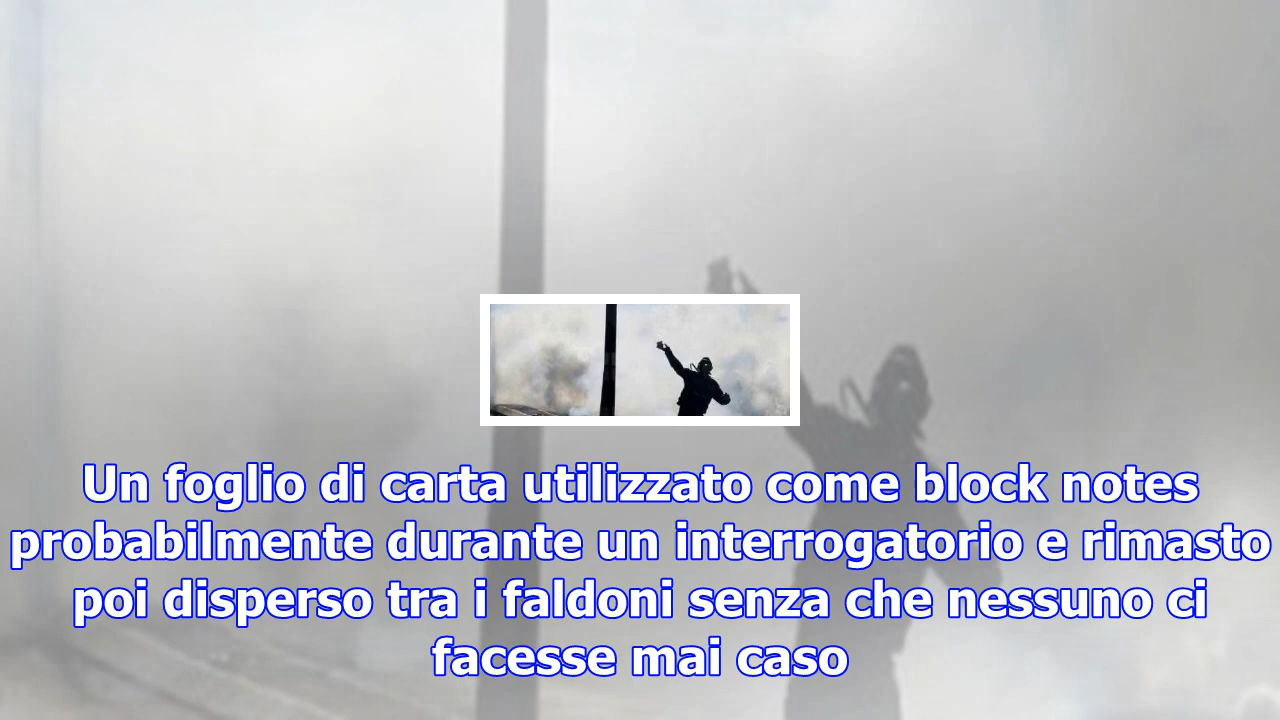 Un foglio di carta utilizzato come block notes
probabilmente durante un interrogatorio e rimasto
poi disperso tra i faldoni senza che nessuno ci
facesse mai caso